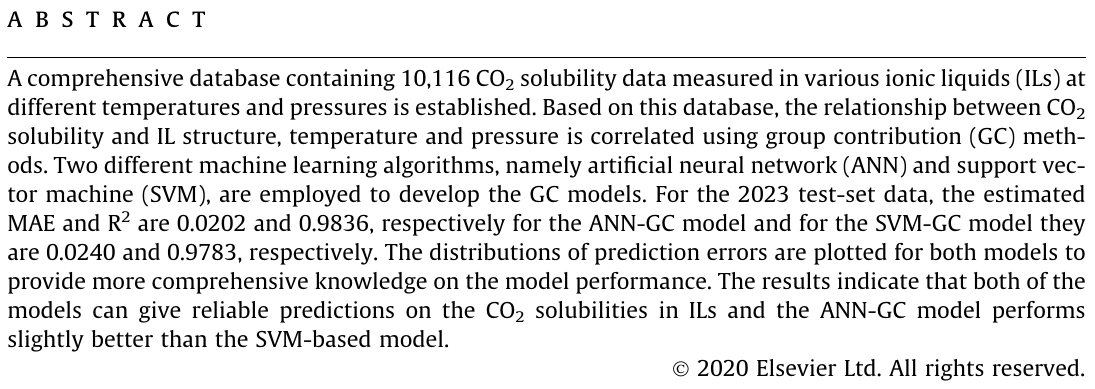 A B S T R A C T
A comprehensive database containing 10,116 CO₂ solubility data measured in various ionic liquids (ILs) at
different temperatures and pressures is established. Based on this database, the relationship between CO₂
solubility and IL structure, temperature and pressure is correlated using group contribution (GC) meth-
ods. Two different machine learning algorithms, namely artificial neural network (ANN) and support vec-
tor machine (SVM), are employed to develop the GC models. For the 2023 test-set data, the estimated
MAE and R² are 0.0202 and 0.9836, respectively for the ANN-GC model and for the SVM-GC model they
are 0.0240 and 0.9783, respectively. The distributions of prediction errors are plotted for both models to
provide more comprehensive knowledge on the model performance. The results indicate that both of the
models can give reliable predictions on the CO₂ solubilities in ILs and the ANN-GC model performs
slightly better than the SVM-based model.
© 2020 Elsevier Ltd. All rights reserved.